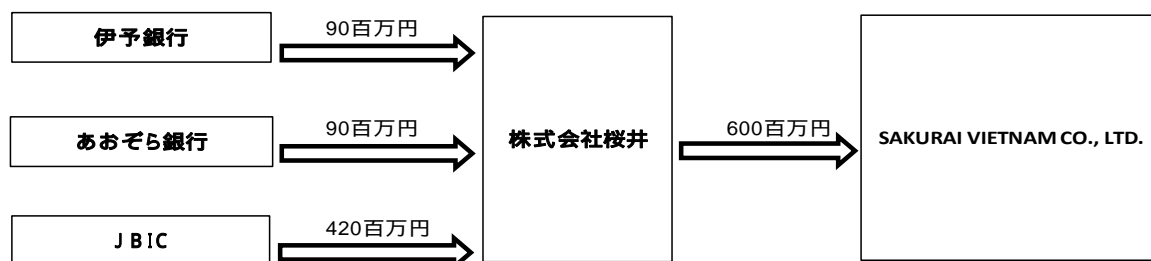 伊予銀行
90百万円
あおぞら銀行
90百万円
JBIC
420百万円
株式会社桜井
600百万円
SAKURAI VIETNAM CO., LTD.